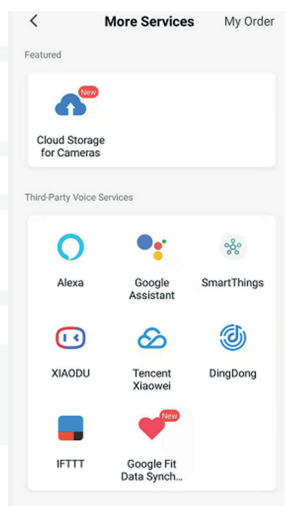 More Services
My Order
Featured
New
Cloud Storage
for Cameras
Third-Party Voice Services
Alexa
Google
Assistant
SmartThings
XIAODU
Tencent
Xiaowei
DingDong
New
IFTTT
Google Fit
Data Synch...